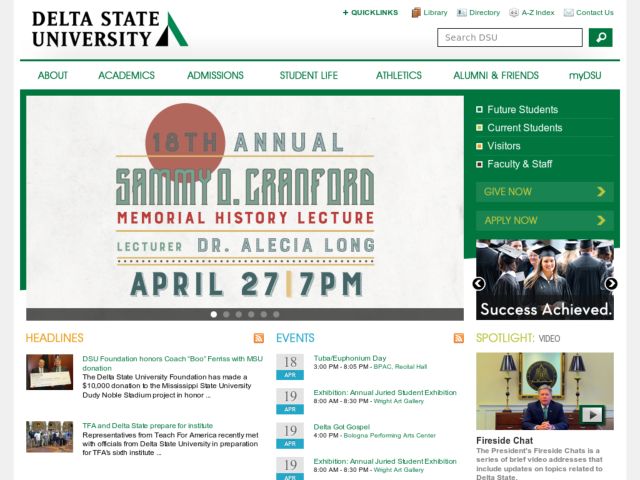 DELTA STATE
UNIVERSITY
+ QUICKLINKS
Library
Directory
A-Z Index
Contact Us
Search DSU
ABOUT
ACADEMICS
ADMISSIONS
STUDENT LIFE
ATHLETICS
ALUMNI & FRIENDS
myDSU
18TH ANNUAL
SAMMY O. CRANFORD
MEMORIAL HISTORY LECTURE
LECTURER DR. ALECIA LONG
APRIL 27|7PM
Future Students
Current Students
Visitors
Faculty & Staff
GIVE NOW
APPLY NOW
Success Achieved.
HEADLINES
DSU Foundation honors Coach "Boo" Ferriss with MSU
donation
The Delta State University Foundation has made a
$10,000 donation to the Mississippi State University
Dudy Noble Stadium project in honor ...
TFA and Delta State prepare for institute
Representatives from Teach For America recently met
with officials from Delta State University in preparation
for TFA's sixth institute ...
EVENTS
18
APR
Tuba/Euphonium Day
3:00 PM - 8:05 PM - BPAC, Recital Hall
19
APR
Exhibition: Annual Juried Student Exhibition
8:00 AM - 8:30 PM - Wright Art Gallery
19
APR
Delta Got Gospel
4:00 PM - Bologna Performing Arts Center
19
APR
Exhibition: Annual Juried Student Exhibition
8:00 AM - 8:30 PM - Wright Art Gallery
SPOTLIGHT: VIDEO
Fireside Chat
The President's Fireside Chats is a
series of brief video addresses that
include updates on topics related to
Delta State.